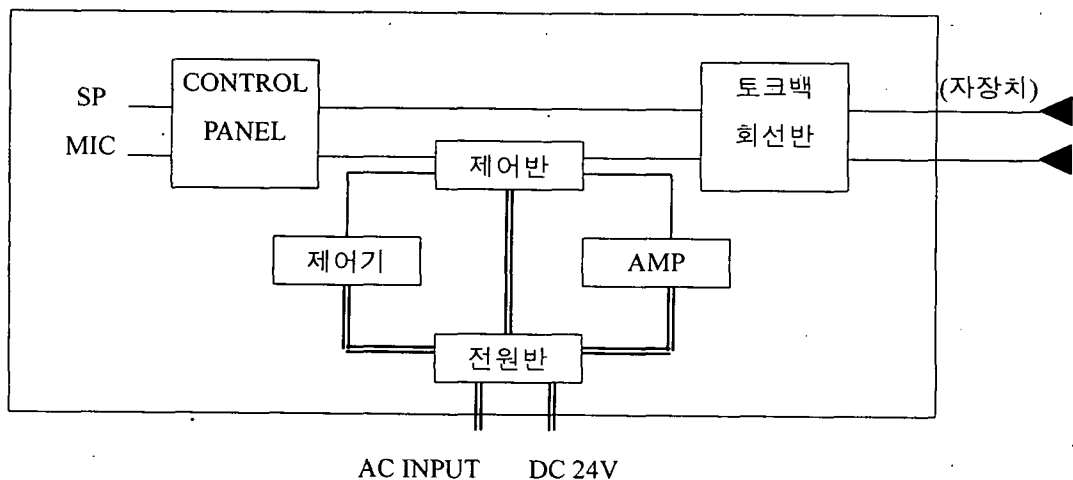 SP
MIC
CONTROL
PANEL
토크백
회선반
(자장치)
제어반
제어기
AMP
전원반
AC INPUT
DC 24V